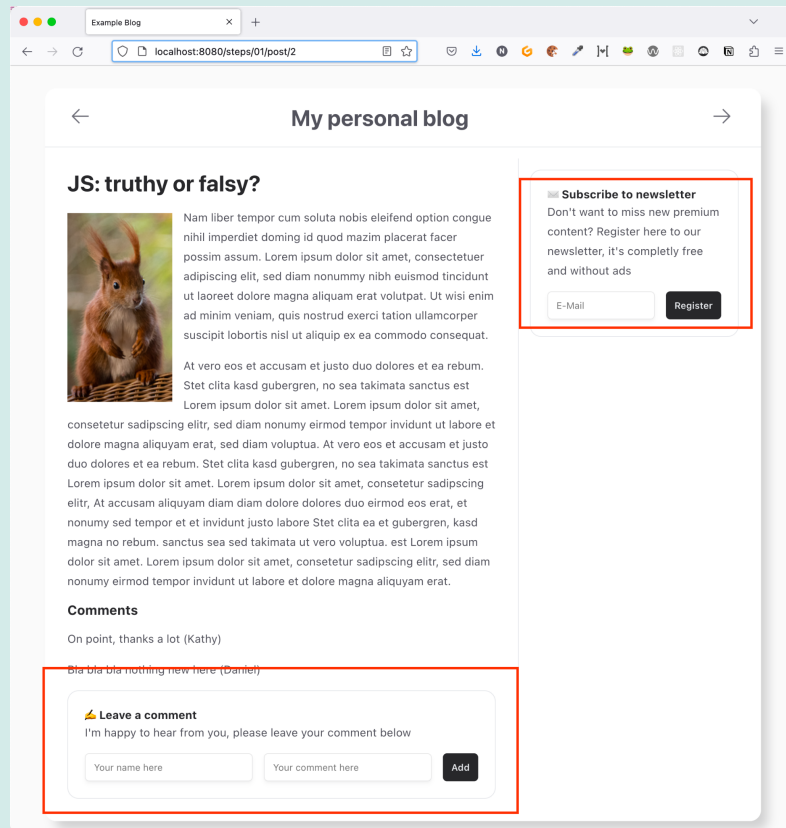 Example Blog
localhost:8080/steps/01/post/2
My personal blog
JS: truthy or falsy?
Nam liber tempor cum soluta nobis eleifend option congue
nihil imperdiet doming id quod mazim placerat facer
possim assum. Lorem ipsum dolor sit amet, consectetuer
adipiscing elit, sed diam nonummy nibh euismod tincidunt
ut laoreet dolore magna aliquam erat volutpat. Ut wisi enim
ad minim veniam, quis nostrud exerci tation ullamcorper
suscipit lobortis nisl ut aliquip ex ea commodo consequat.
At vero eos et accusam et justo duo dolores et ea rebum.
Stet clita kasd gubergren, no sea takimata sanctus est
Lorem ipsum dolor sit amet. Lorem ipsum dolor sit amet,
consetetur sadipscing elitr, sed diam nonumy eirmod tempor invidunt ut labore et
dolore magna aliquyam erat, sed diam voluptua. At vero eos et accusam et justo
duo dolores et ea rebum. Stet clita kasd gubergren, no sea takimata sanctus est
Lorem ipsum dolor sit amet. Lorem ipsum dolor sit amet, consetetur sadipscing
elitr, At accusam aliquyam diam diam dolore dolores duo eirmod eos erat, et
nonumy sed tempor et et invidunt justo labore Stet clita ea et gubergren, kasd
magna no rebum. sanctus sea sed takimata ut vero voluptua. est Lorem ipsum
dolor sit amet. Lorem ipsum dolor sit amet, consetetur sadipscing elitr, sed diam
nonumy eirmod tempor invidunt ut labore et dolore magna aliquyam erat.
Comments
On point, thanks a lot (Kathy)
Bla bla bla nothing new here (Daniel)
✍️ Leave a comment
I'm happy to hear from you, please leave your comment below
Your name here
Your comment here
Add
✉️ Subscribe to newsletter
Don't want to miss new premium
content? Register here to our
newsletter, it's completly free
and without ads
E-Mail
Register